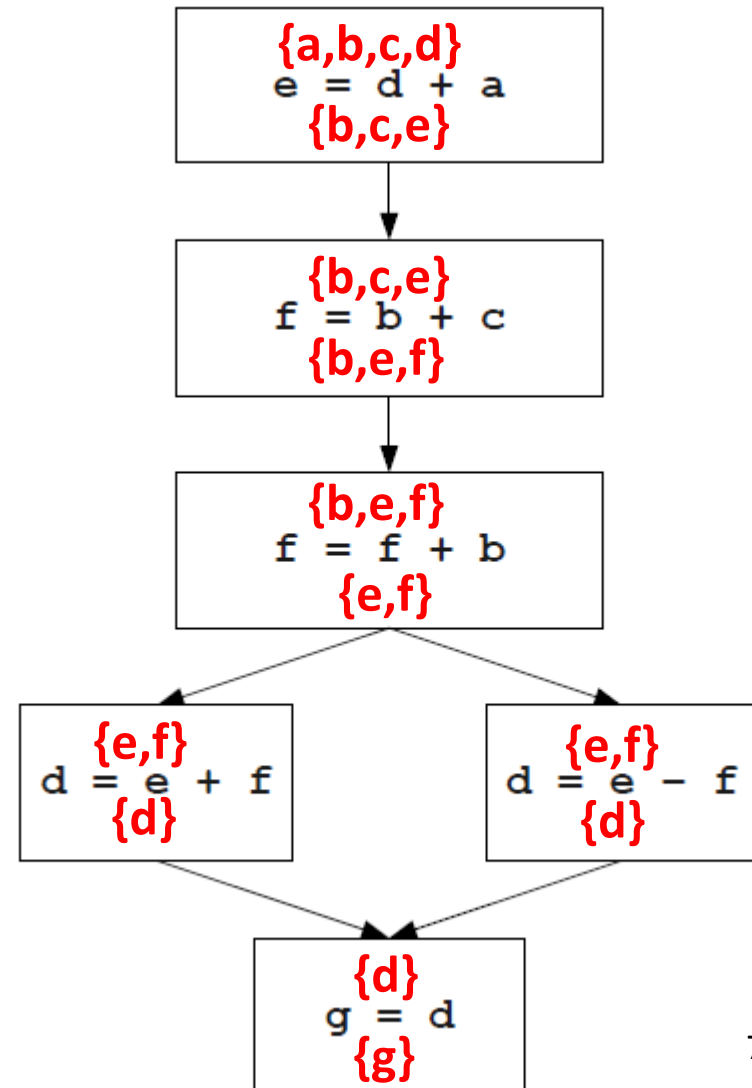 {a,b,c,d}
e = d + a
{b,c,e}
{b,c,e}
f = b + c
{b,e,f}
{b,e,f}
f = f + b
{e,f}
{e,f}
d = e + f
{d}
{e,f}
d = e - f
{d}
{d}
g = d
{g}